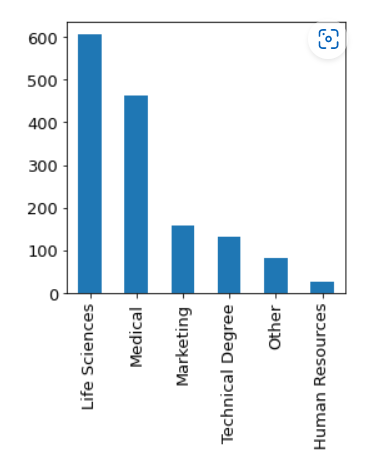 600
500
400
300
200
100
0
Life Sciences
Medical
Marketing
Technical Degree
Other
Human Resources